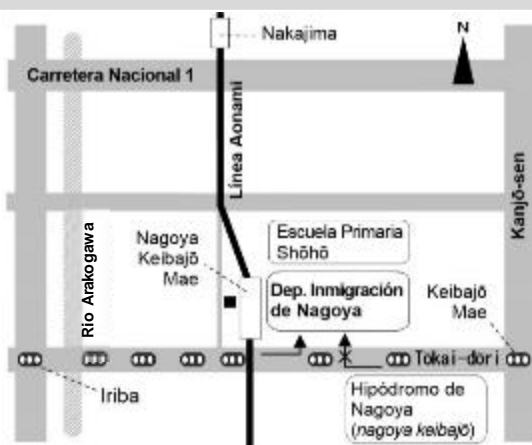 Nakajima
N
Carretera Nacional 1
Línea Aonami
Kanjō-sen
Río Arakogawa
Nagoya
Keibajō
Mae
Escuela Primaria
Shōhō
Dep. Inmigración
de Nagoya
Keibajō
Mae
Tokai-dori
Iriba
Hipódromo de
Nagoya
(nagoya keibajō)